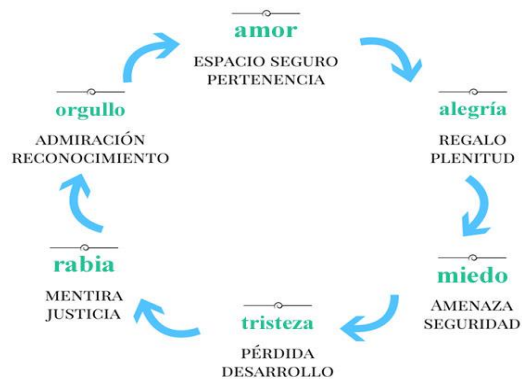 amor
ESPACIO SEGURO
PERTENENCIA
alegría
REGALO
PLENITUD
miedo
AMENAZA
SEGURIDAD
tristeza
PÉRDIDA
DESARROLLO
rabia
MENTIRA
JUSTICIA
orgullo
ADMIRACIÓN
RECONOCIMIENTO